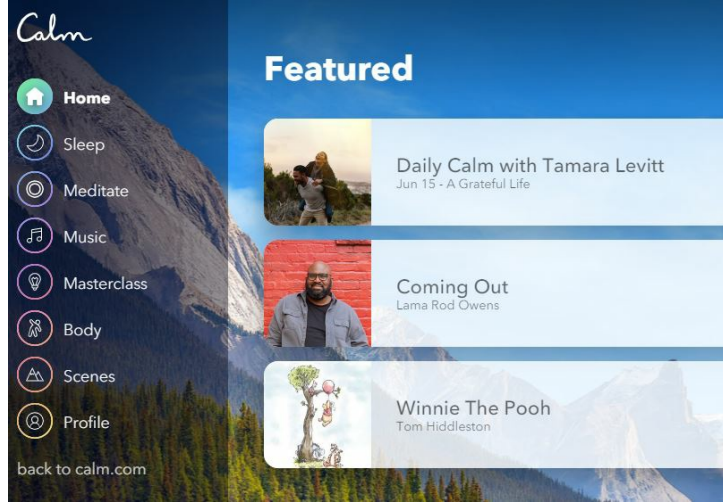 Calm
Home
Sleep
Meditate
Music
Masterclass
Body
Scenes
Profile
back to calm.com
Featured
Daily Calm with Tamara Levitt
Jun 15 - A Grateful Life
Coming Out
Lama Rod Owens
Winnie The Pooh
Tom Hiddleston